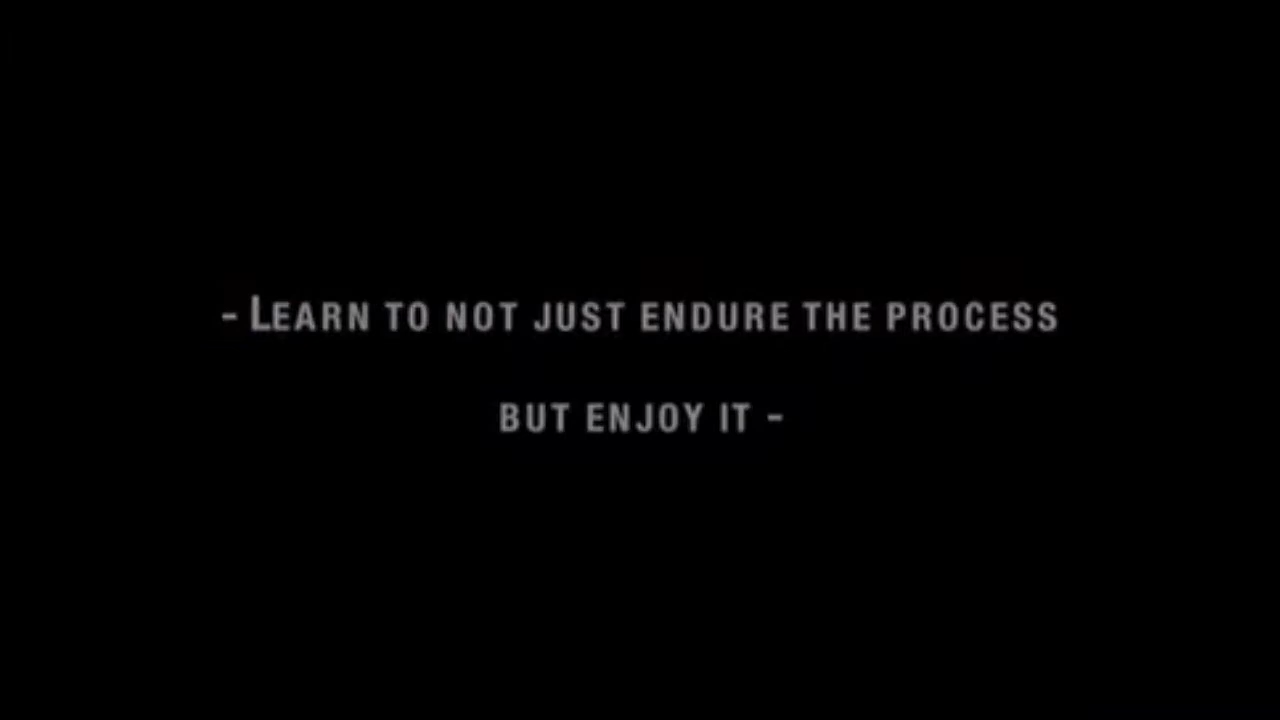 - LEARN TO NOT JUST ENDURE THE PROCESS
BUT ENJOY IT -